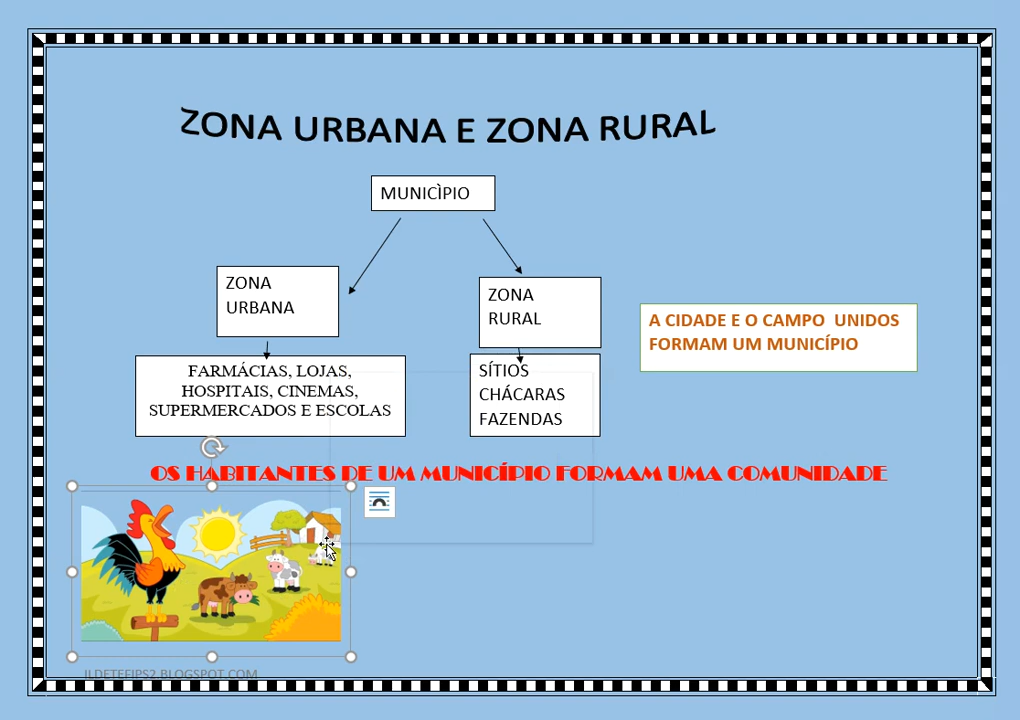 ZONA URBANA E ZONA RURAL
MUNICÌPIO
ZONA
URBANA
ZONA
RURAL
A CIDADE E O CAMPO  UNIDOS
FORMAM UM MUNICÍPIO
FARMÁCIAS, LOJAS,
HOSPITAIS, CINEMAS,
SUPERMERCADOS E ESCOLAS
SÍTIOS
CHÁCARAS
FAZENDAS
OS HABITANTES DE UM MUNICÍPIO FORMAM UMA COMUNIDADE
ILDETEFIPS2.BLOGSPOT.COM